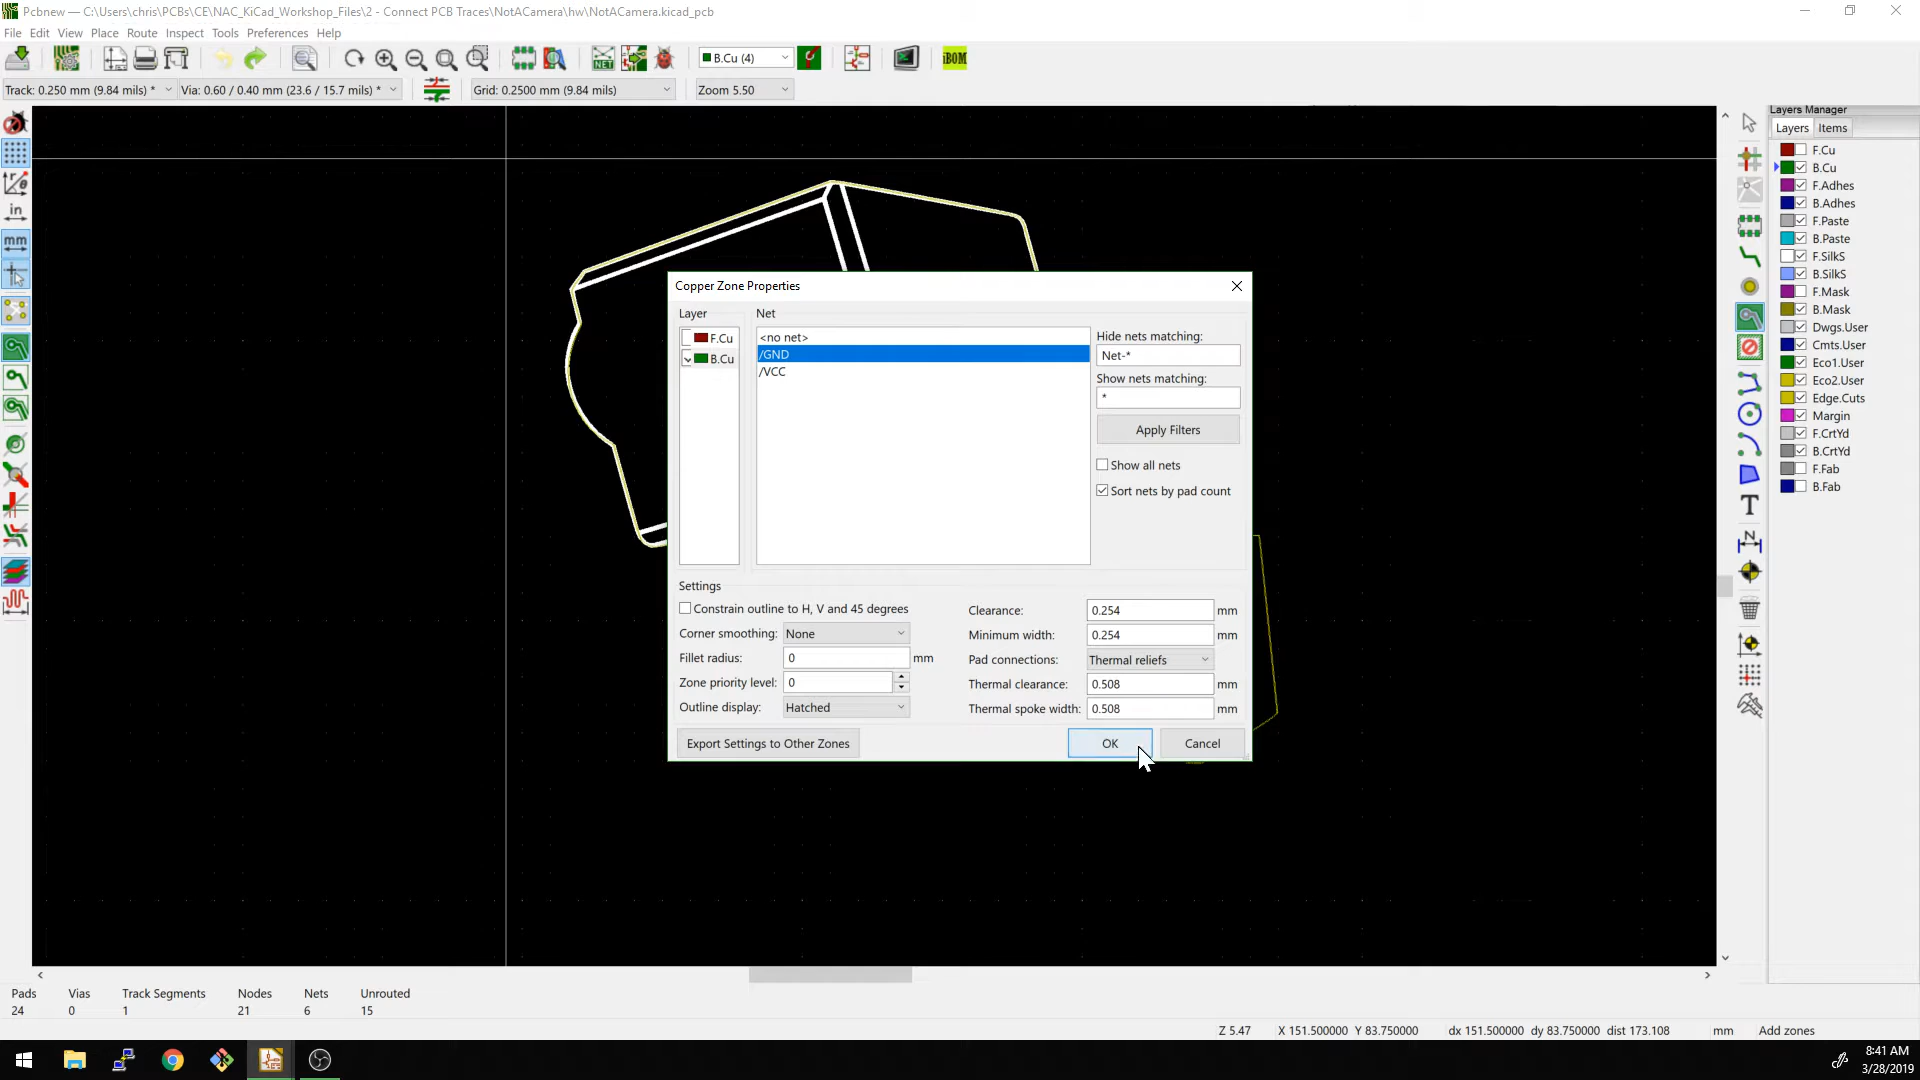 Pcbnew — C:\Users\chris\PCBs\CE\NAC_KiCad_Workshop_Files\2 - Connect PCB Traces\NotACamera\hw\NotACamera.kicad_pcb
File Edit View Place Route Inspect Tools Preferences Help
NET
B.Cu (4)
iBOM
Track: 0.250 mm (9.84 mils) *
Via: 0.60 / 0.40 mm (23.6 / 15.7 mils) *
Grid: 0.2500 mm (9.84 mils)
Zoom 5.50
in
mm
Layers Manager
Layers Items
F.Cu
B.Cu
F.Adhes
B.Adhes
F.Paste
B.Paste
F.SilkS
B.SilkS
F.Mask
B.Mask
Dwgs.User
Cmts.User
Eco1.User
Eco2.User
Edge.Cuts
Margin
F.CrtYd
B.CrtYd
F.Fab
B.Fab
T
N
Copper Zone Properties
Layer
F.Cu
B.Cu
Net
<no net>
/GND
/VCC
Hide nets matching:
Net-*
Show nets matching:
*
Apply Filters
Show all nets
Sort nets by pad count
Settings
Constrain outline to H, V and 45 degrees
Corner smoothing: None
Fillet radius: 0 mm
Zone priority level: 0
Outline display: Hatched
Clearance: 0.254 mm
Minimum width: 0.254 mm
Pad connections: Thermal reliefs
Thermal clearance: 0.508 mm
Thermal spoke width: 0.508 mm
Export Settings to Other Zones
OK
Cancel
Pads Vias Track Segments Nodes Nets Unrouted
24 0 1 21 6 15
Z 5.47 X 151.500000 Y 83.750000 dx 151.500000 dy 83.750000 dist 173.108 mm Add zones
8:41 AM
3/28/2019